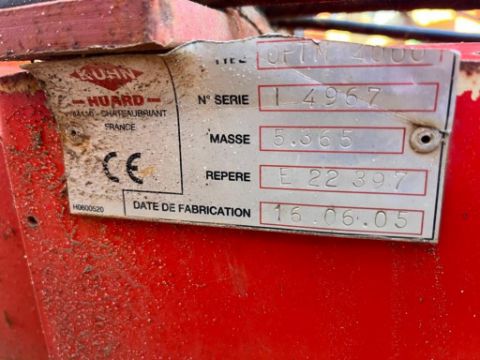 KUHN
HUARD
44110 - CHATEAUBRIANT
FRANCE
CE
H0600520
TYPE
N° SERIE I 4967
MASSE 5.365
REPERE E 22 397
DATE DE FABRICATION 16.06.05